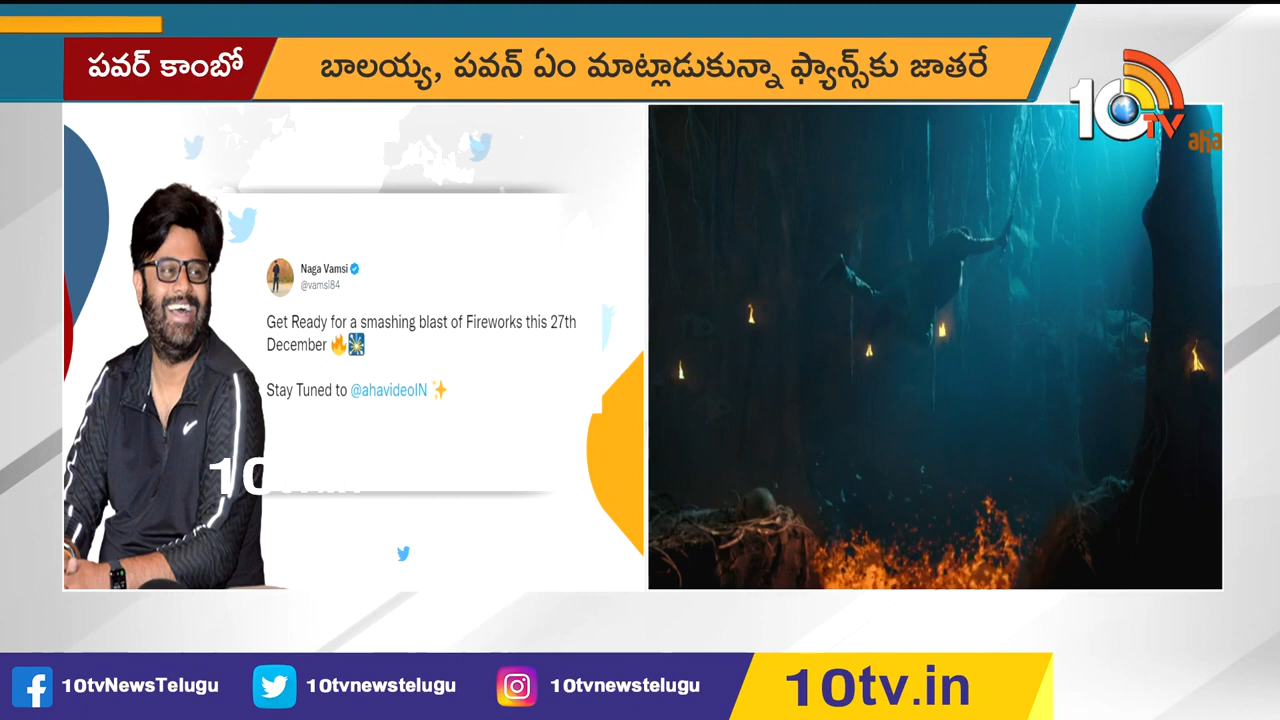 పవర్ కాంబో
బాలయ్య, పవన్ ఏం మాట్లాడుకున్నా ఫ్యాన్స్‌కు జాతరే
10TV
aha
Naga Vamsi
@vamsi84
Get Ready for a smashing blast of Fireworks this 27th
December 🔥🎆
Stay Tuned to @ahavideoIN ✨
10tvNewsTelugu
10tvnewstelugu
10tvnewstelugu
10tv.in